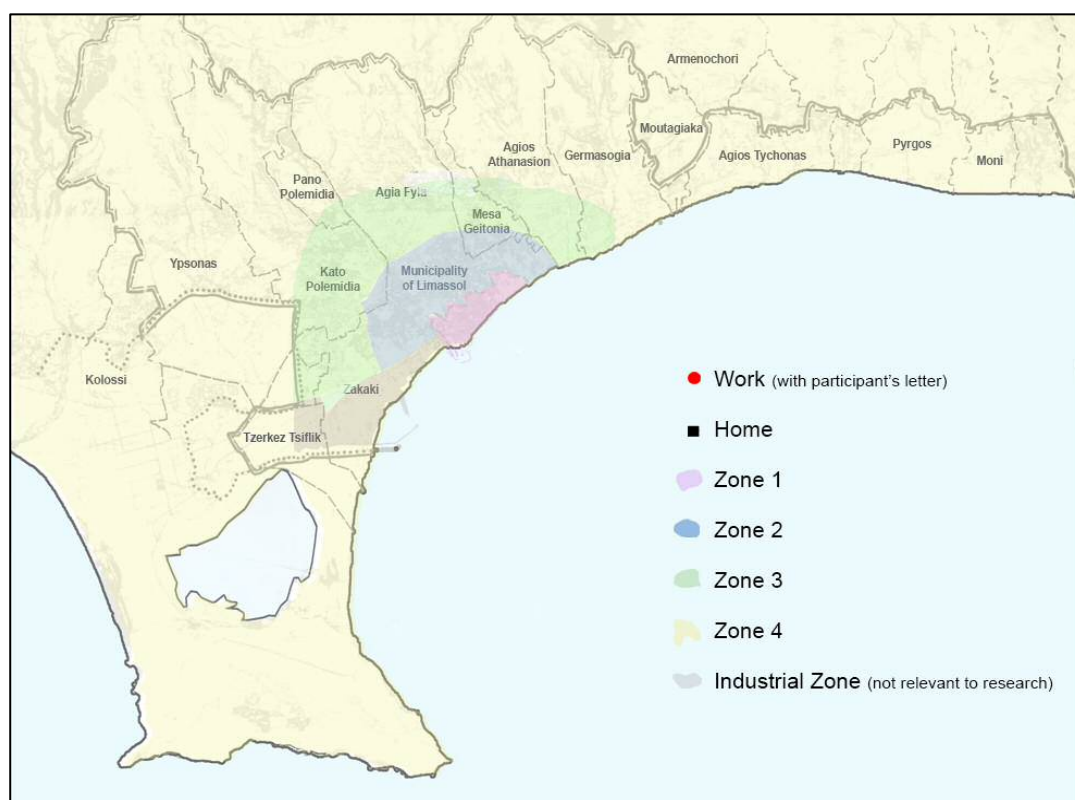 Armenochori
Moutagiaka
Agios
Athanasion
Germasogia
Agios Tychonas
Pyrgos
Moni
Pano
Polemidia
Agia Fyla
Mesa
Geitonia
Ypsonas
Kato
Polemidia
Municipality
of Limassol
Kolossi
Zakaki
Tzerkez Tsiflik
Work (with participant's letter)
Home
Zone 1
Zone 2
Zone 3
Zone 4
Industrial Zone (not relevant to research)